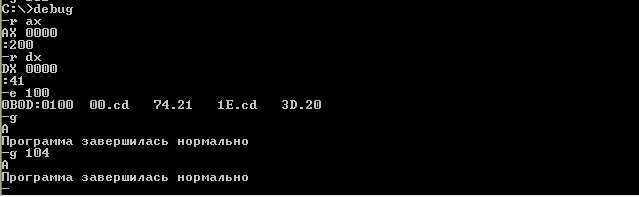 C:\>debug
-r ax
AX 0000
:200
-r dx
DX 0000
:41
-e 100
0B0D:0100  00.cd   74.21   1E.cd   3D.20
-g
A
Программа завершилась нормально
-g 104
A
Программа завершилась нормально
-